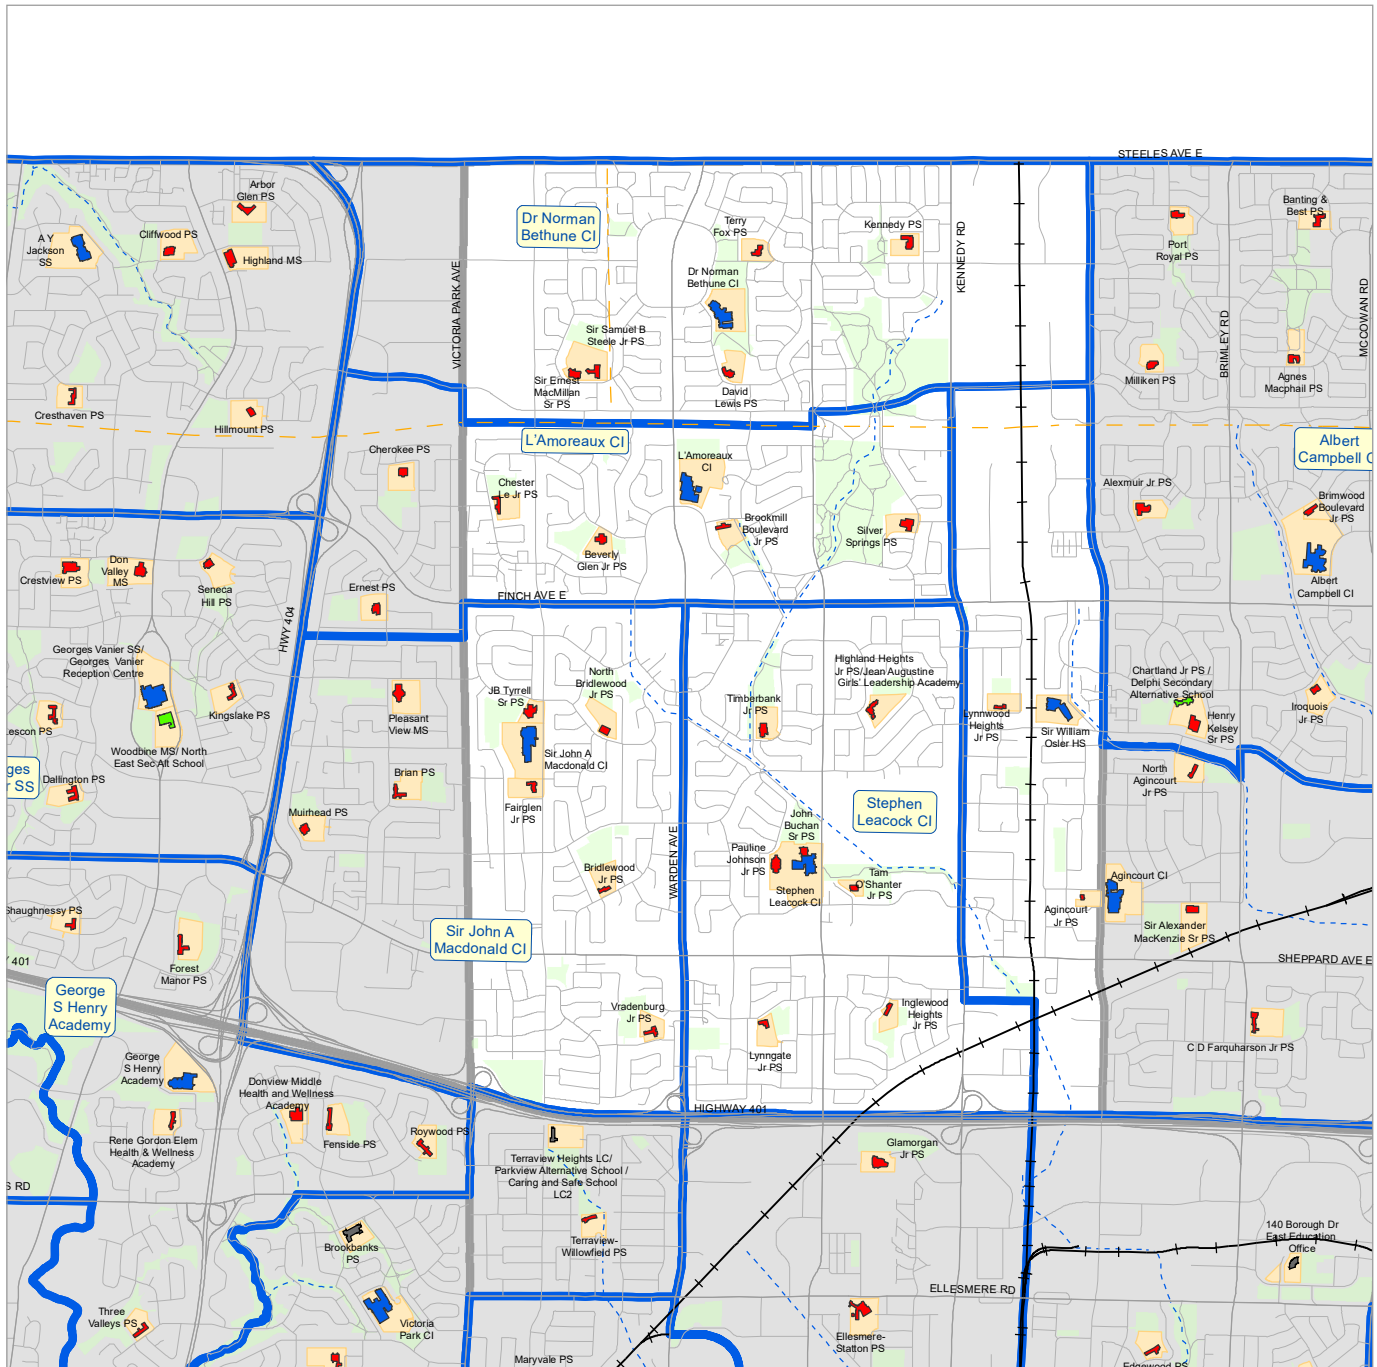 STEELES AVE E
Arbor
Glen PS
A Y
Jackson
SS
Cliffwood PS
Highland MS
VICTORIA PARK AVE
Dr Norman
Bethune CI
Terry
Fox PS
Kennedy PS
KENNEDY RD
Dr Norman
Bethune CI
Port
Royal PS
Banting &
Best PS
BRIMLEY RD
MCCOWAN RD
Sir Samuel B
Steele Jr PS
Sir Ernest
MacMillan
Sr PS
David
Lewis PS
Milliken PS
Agnes
Macphail PS
Cresthaven PS
Hillmount PS
Cherokee PS
L'Amoreaux CI
L'Amoreaux
CI
Albert
Campbell C
Chester
Le Jr PS
Brookmill
Boulevard
Jr PS
Silver
Springs PS
Alexmuir Jr PS
Brimwood
Boulevard
Jr PS
Albert
Campbell CI
Beverly
Glen Jr PS
Crestview PS
Don
Valley
MS
Seneca
Hill PS
Ernest PS
FINCH AVE E
HWY 404
Georges Vanier SS/
Georges Vanier
Reception Centre
Kingslake PS
Woodbine MS/North
East Sec Alt School
escon PS
Pleasant
View MS
JB Tyrrell
Sr PS
North
Bridlewood
Jr PS
Sir John A
Macdonald CI
Fairglen
Jr PS
Timberbank
Jr PS
Highland Heights
Jr PS/Jean Augustine
Girls' Leadership Academy
Lynnwood
Heights
Jr PS
Sir William
Osler HS
Chartland Jr PS /
Delphi Secondary
Alternative School
Henry
Kelsey
Sr PS
Iroquois
Jr PS
North
Agincourt
Jr PS
ges
r SS
Dallington PS
Brian PS
Muirhead PS
Stephen
Leacock CI
John
Buchan
Sr PS
Pauline
Johnson
Jr PS
Stephen
Leacock CI
Tam
O'Shanter
Jr PS
WARDEN AVE
Bridlewood
Jr PS
Agincourt CI
Agincourt
Jr PS
Sir Alexander
MacKenzie Sr PS
SHEPPARD AVE E
Shaughnessy PS
Forest
Manor PS
Y 401
Sir John A
Macdonald CI
George
S Henry
Academy
Vradenburg
Jr PS
Lynngate
Jr PS
Inglewood
Heights
Jr PS
C D Farquharson Jr PS
George
S Henry
Academy
Donview Middle
Health and Wellness
Academy
Fenside PS
Roywood PS
Rene Gordon Elem
Health & Wellness
Academy
HIGHWAY 401
Glamorgan
Jr PS
Terraview Heights LC/
Parkview Alternative School /
Caring and Safe School
LC2
Terraview-
Willowfield PS
S RD
Brookbanks
PS
140 Borough Dr
East Education
Office
ELLESMERE RD
Three
Valleys PS
Victoria
Park CI
Ellesmere-
Statton PS
Maryvale PS
Edgewood PS